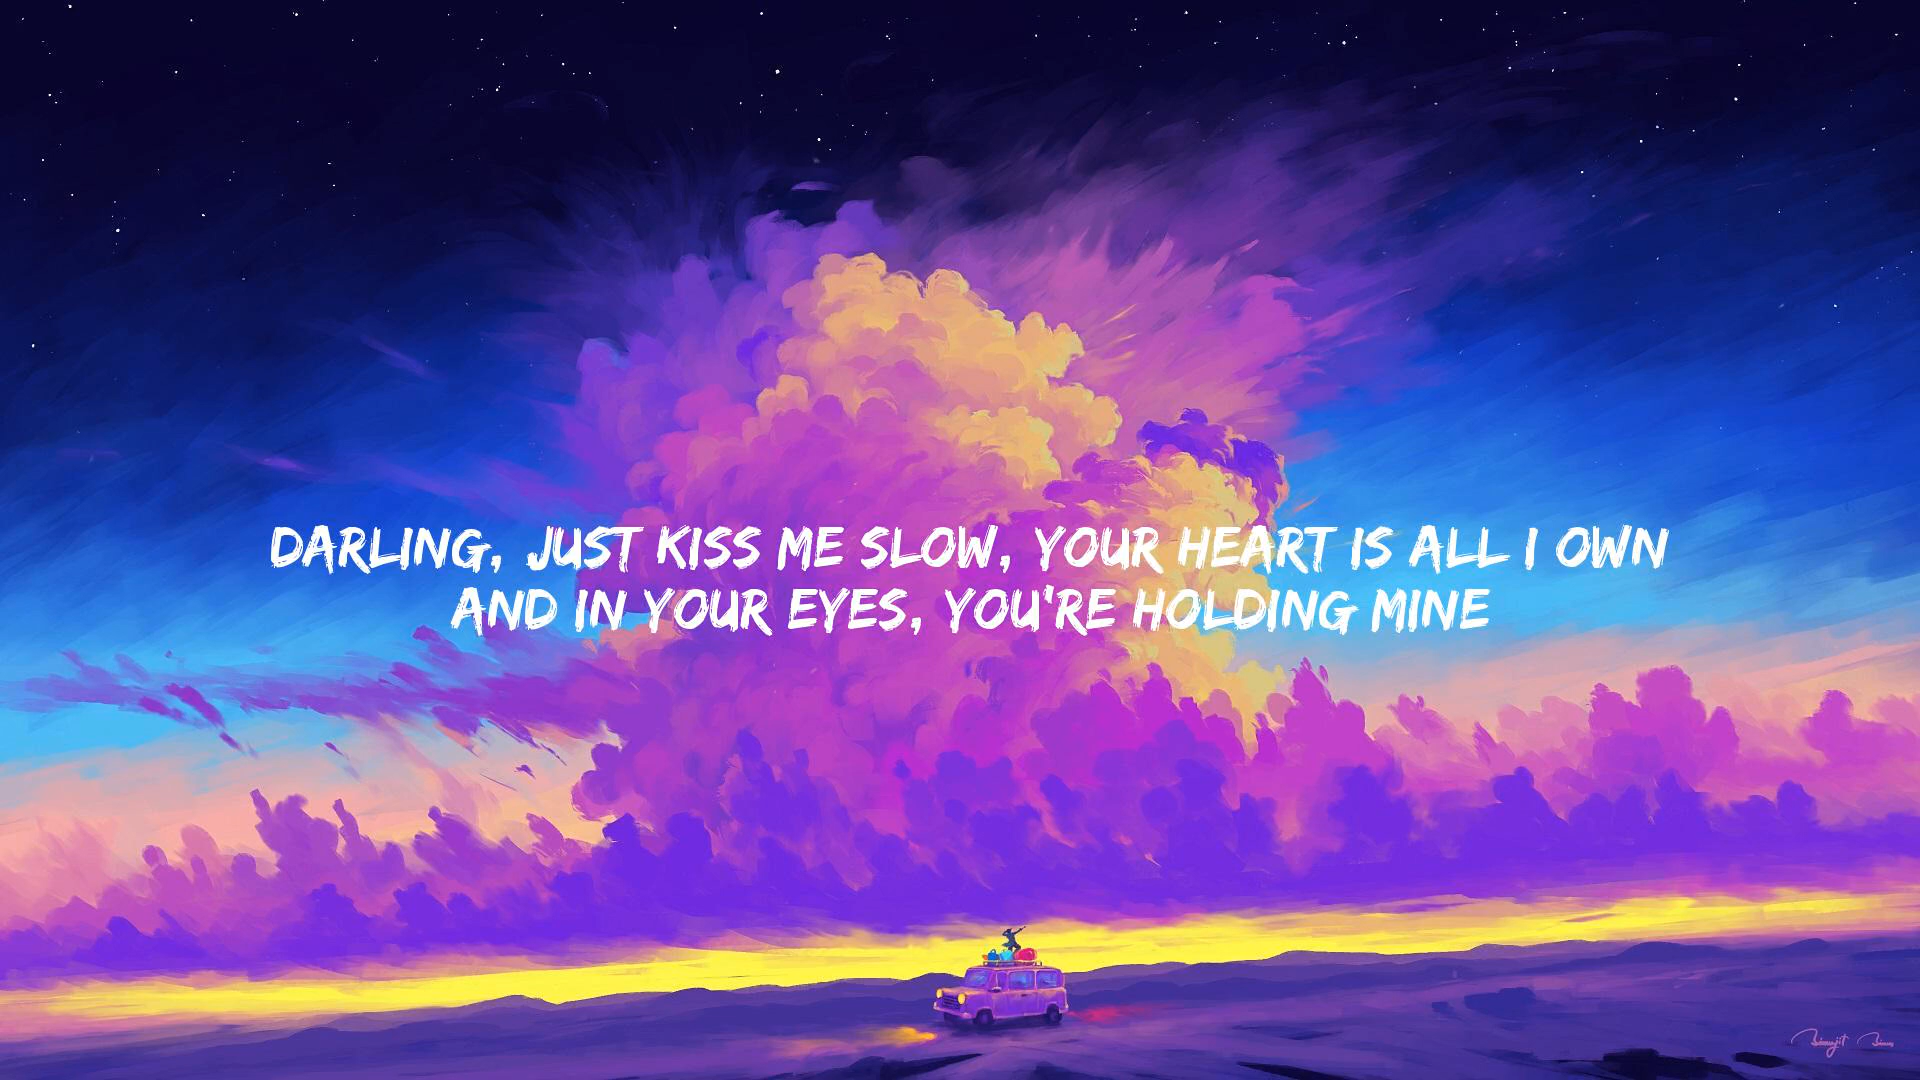 DARLING, JUST KISS ME SLOW, YOUR HEART IS ALL I OWN
AND IN YOUR EYES, YOU'RE HOLDING MINE